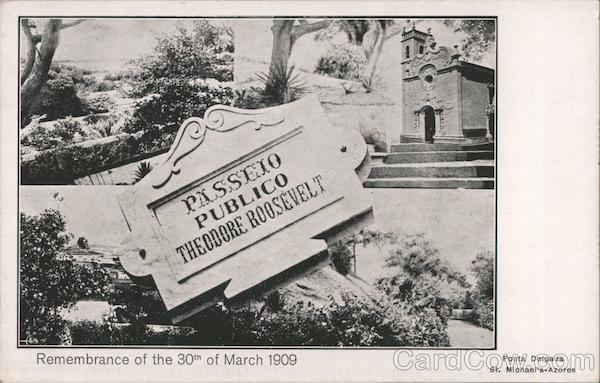 PASSEIO
PUBLICO
THEODORE ROOSEVELT
Remembrance of the 30th of March 1909
Ponta Delgada
St. Michael's-Azores
CardCow.com